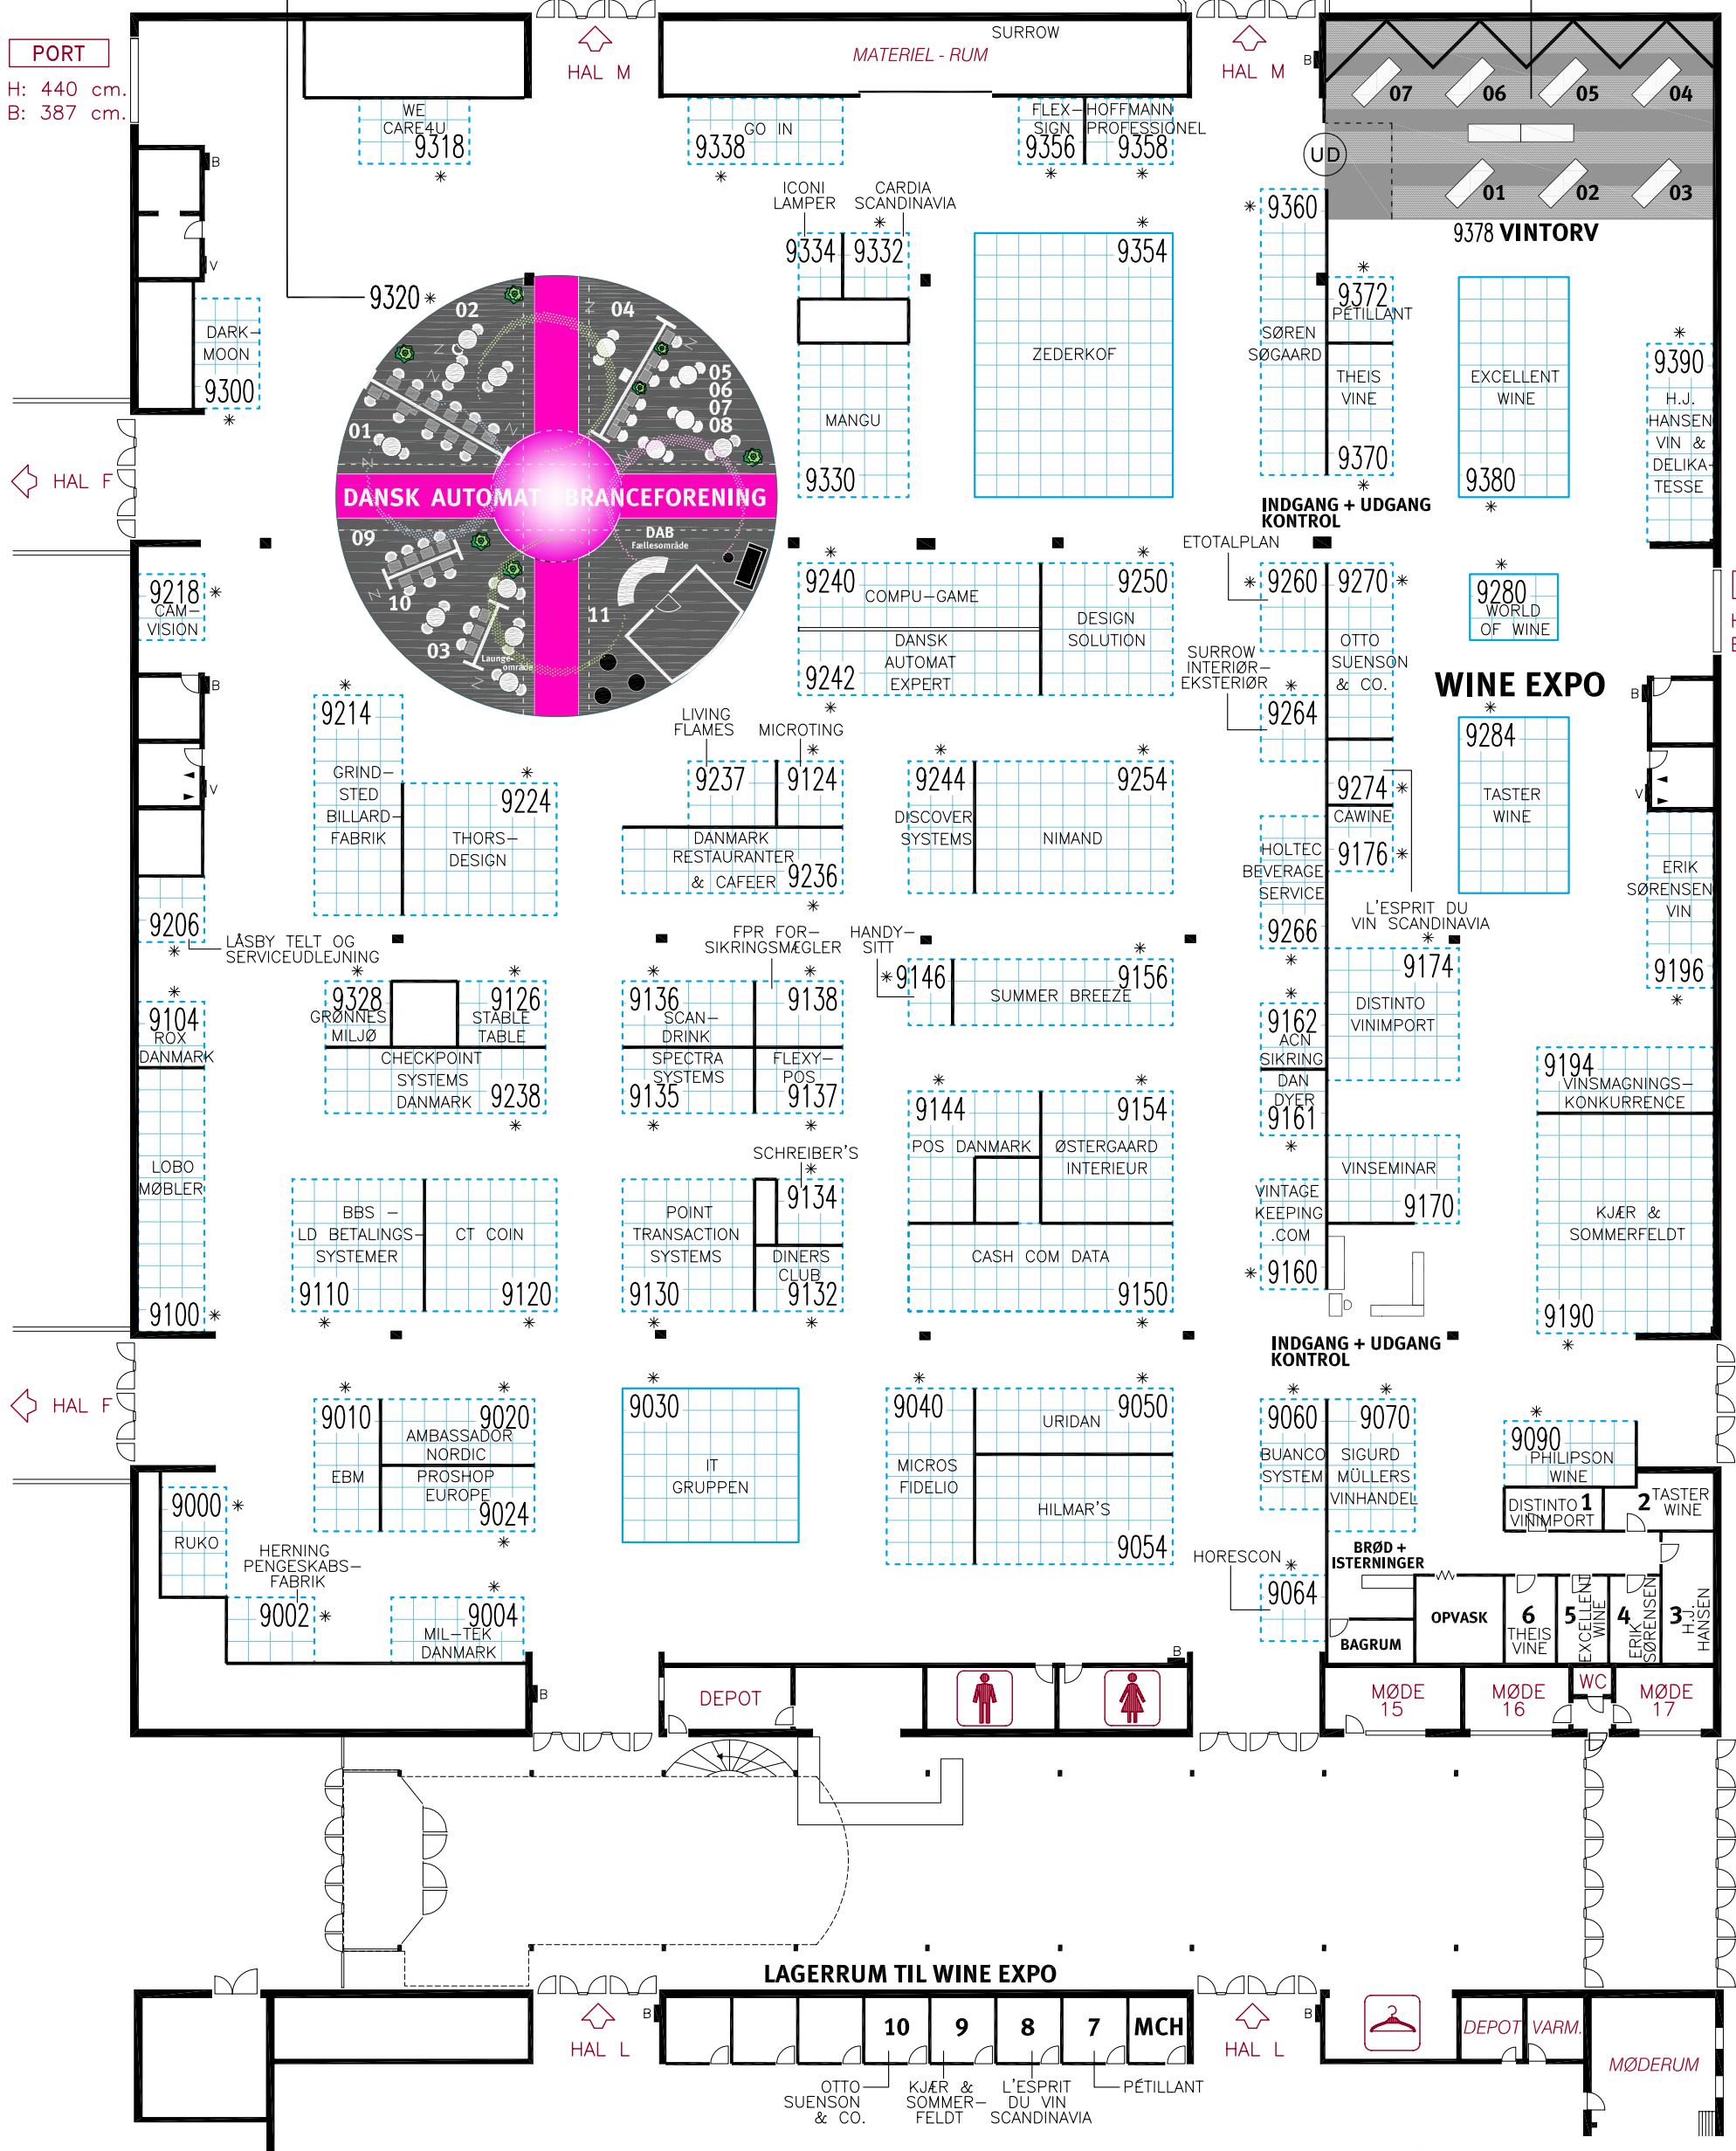 PORT
H: 440 cm.
B: 387 cm.
HAL M
SURROW
MATERIEL - RUM
HAL M
B
07
06
05
04
01
02
03
UD
9378 VINTORV
WE
CARE4U
9318
GO IN
9338
FLEX-
SIGN
9356
HOFFMANN
PROFESSIONEL
9358
B
V
DARK-
MOON
9300
9320
ICONI
LAMPER
9334
CARDIA
SCANDINAVIA
9332
MANGU
9330
9354
ZEDERKOF
9360
SØREN
SØGAARD
9372
PÉTILLANT
THEIS
VINE
9370
EXCELLENT
WINE
9380
9390
H.J.
HANSEN
VIN &
DELIKA-
TESSE
02
04
05
06
07
08
01
DANSK AUTOMAT BRANCEFORENING
09
DAB
Fællesområde
10
11
03
Launge-
område
HAL F
INDGANG + UDGANG
KONTROL
ETOTALPLAN
9218
CAM-
VISION
9240
COMPU-GAME
DANSK
AUTOMAT
EXPERT
9242
9250
DESIGN
SOLUTION
9260
9270
OTTO
SUENSON
& CO.
9280
WORLD
OF WINE
SURROW
INTERIØR-
EKSTERIØR
9264
WINE EXPO
B
V
B
V
9214
GRIND-
STED
BILLARD-
FABRIK
9224
THORS-
DESIGN
LIVING
FLAMES
9237
MICROTING
9124
DANMARK
RESTAURANTER
& CAFEER
9236
9244
DISCOVER
SYSTEMS
9254
NIMAND
9274
CAWINE
9176
HOLTEC
BEVERAGE
SERVICE
9266
9284
TASTER
WINE
ERIK
SØRENSEN
VIN
9196
L'ESPRIT DU
VIN SCANDINAVIA
9206
LÅSBY TELT OG
SERVICEUDLEJNING
FPR FOR-
SIKRINGSMÆGLER
HANDY-
SITT
9104
ROX
DANMARK
9328
GRØNNES
MILJØ
9126
STABLE
TABLE
CHECKPOINT
SYSTEMS
DANMARK
9238
9136
SCAN-
DRINK
9138
SPECTRA
SYSTEMS
9135
FLEXY-
POS
9137
9146
9156
SUMMER BREEZE
9174
DISTINTO
VINIMPORT
9162
ACN
SIKRING
DAN
DYER
9161
9194
VINSMAGNINGS-
KONKURRENCE
LOBO
MØBLER
9100
BBS -
LD BETALINGS-
SYSTEMER
9110
CT COIN
9120
POINT
TRANSACTION
SYSTEMS
9130
SCHREIBER'S
9134
DINERS
CLUB
9132
9144
POS DANMARK
9154
ØSTERGAARD
INTERIEUR
CASH COM DATA
9150
VINSEMINAR
9170
VINTAGE
KEEPING
.COM
9160
D
KJÆR &
SOMMERFELDT
9190
INDGANG + UDGANG
KONTROL
HAL F
9010
EBM
9020
AMBASSADOR
NORDIC
PROSHOP
EUROPE
9024
9030
IT
GRUPPEN
9040
MICROS
FIDELIO
9050
URIDAN
HILMAR'S
9054
9060
BUANCO
SYSTEM
9070
SIGURD
MÜLLERS
VINHANDEL
9090
PHILIPSON
WINE
DISTINTO 1
VINIMPORT
2 TASTER
WINE
9000
RUKO
HERNING
PENGESKABS-
FABRIK
9002
9004
MIL-TEK
DANMARK
HORESCON
9064
BRØD +
ISTERNINGER
BAGRUM
OPVASK
6
THEIS
VINE
5
EXCELLENT
WINE
4
ERIK
SØRENSEN
3
H.J.
HANSEN
B
DEPOT
B
MØDE
15
MØDE
16
WC
MØDE
17
LAGERRUM TIL WINE EXPO
HAL L
B
10
9
8
7
MCH
HAL L
B
DEPOT
VARM.
MØDERUM
OTTO
SUENSON
& CO.
KJÆR &
SOMMER-
FELDT
L'ESPRIT
DU VIN
SCANDINAVIA
PÉTILLANT